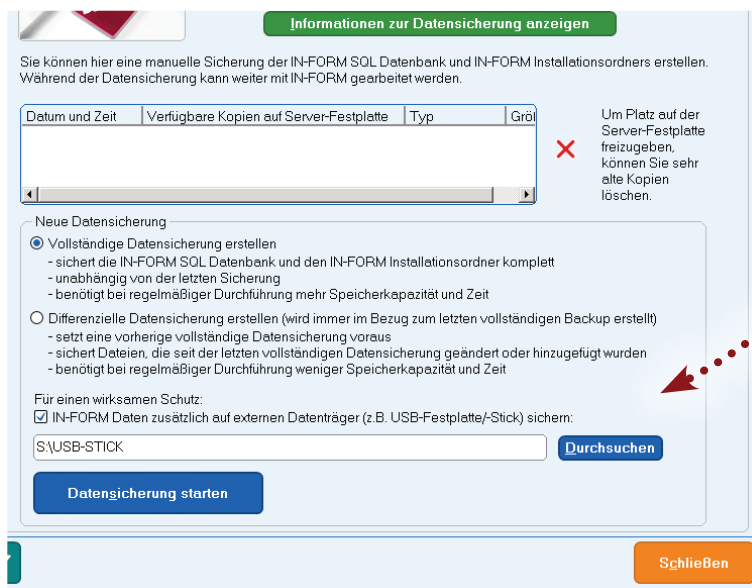 Informationen zur Datensicherung anzeigen
Sie können hier eine manuelle Sicherung der IN-FORM SQL Datenbank und IN-FORM Installationsordners erstellen.
Während der Datensicherung kann weiter mit IN-FORM gearbeitet werden.
Datum und Zeit Verfügbare Kopien auf Server-Festplatte Typ Gröl
Um Platz auf der
Server-Festplatte
freizugeben,
können Sie sehr
alte Kopien
löschen.
Neue Datensicherung
Vollständige Datensicherung erstellen
- sichert die IN-FORM SQL Datenbank und den IN-FORM Installationsordner komplett
- unabhängig von der letzten Sicherung
- benötigt bei regelmäßiger Durchführung mehr Speicherkapazität und Zeit
Differenzielle Datensicherung erstellen (wird immer im Bezug zum letzten vollständigen Backup erstellt)
- setzt eine vorherige vollständige Datensicherung voraus
- sichert Dateien, die seit der letzten vollständigen Datensicherung geändert oder hinzugefügt wurden
- benötigt bei regelmäßiger Durchführung weniger Speicherkapazität und Zeit
Für einen wirksamen Schutz:
IN-FORM Daten zusätzlich auf externen Datenträger (z.B. USB-Festplatte/-Stick) sichern:
S:\USB-STICK
Durchsuchen
Datensicherung starten
Schließen